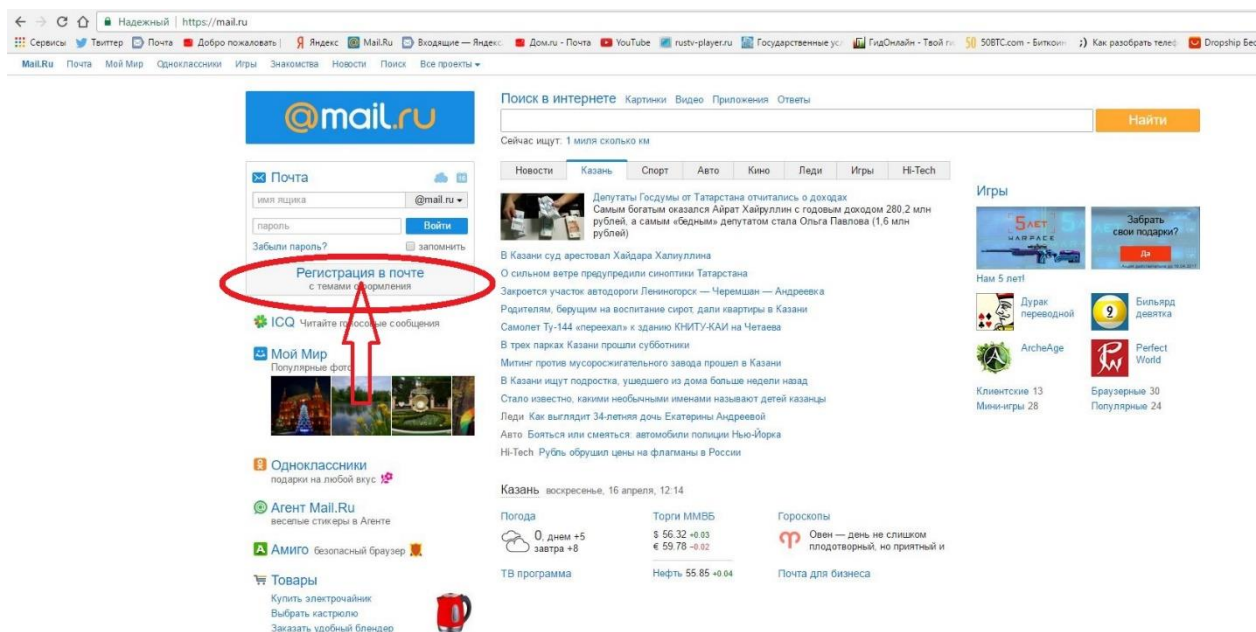 Надежный | https://mail.ru
Сервисы Твиттер Почта Добро пожаловать | Яндекс Mail.Ru Входящие — Яндекс Дом.ru - Почта YouTube rustv-player.ru Государственные ус ГидОнлайн - Твой 50BTC.com - Биткоин ;) Как разобрать телеф Dropship Бес
Mail.Ru Почта Мой Мир Одноклассники Игры Знакомства Новости Поиск Все проекты
@mail.ru
Почта
имя ящика @mail.ru
пароль Войти
Забыли пароль? запомнить
Регистрация в почте
с темами оформления
ICQ Читайте голосовые сообщения
Мой Мир
Популярные фото
Одноклассники
подарки на любой вкус
Агент Mail.Ru
веселые стикеры в Агенте
Амиго безопасный браузер
Товары
Купить электрочайник
Выбрать кастрюлю
Заказать удобный блендер
Поиск в интернете Картинки Видео Приложения Ответы
Найти
Сейчас ищут: 1 миля сколько км
Новости Казань Спорт Авто Кино Леди Игры Hi-Tech
Депутаты Госдумы от Татарстана отчитались о доходах
Самым богатым оказался Айрат Хайруллин с годовым доходом 280,2 млн
рублей, а самым «бедным» депутатом стала Ольга Павлова (1,6 млн
рублей)
В Казани суд арестовал Хайдара Халиуллина
О сильном ветре предупредили синоптики Татарстана
Закроется участок автодороги Лениногорск — Черемшан — Андреевка
Родителям, берущим на воспитание сирот, дали квартиры в Казани
Самолет Ту-144 «переехал» к зданию КНИТУ-КАИ на Четаева
В трех парках Казани прошли субботники
Митинг против мусоросжигательного завода прошел в Казани
В Казани ищут подростка, ушедшего из дома больше недели назад
Стало известно, какими необычными именами называют детей казанцы
Леди Как выглядит 34-летняя дочь Екатерины Андреевой
Авто Бояться или смеяться: автомобили полиции Нью-Йорка
Hi-Tech Рубль обрушил цены на флагманы в России
Казань воскресенье, 16 апреля, 12:14
Погода
0, днем +5
завтра +8
ТВ программа
Торги ММВБ
$ 56.32 +0.03
€ 59.78 -0.02
Нефть 55.85 +0.04
Гороскопы
Овен — день не слишком
плодотворный, но приятный и
Почта для бизнеса
Игры
5 ЛЕТ
WARFACE
Забрать
свои подарки?
Да
Нам 5 лет!
Дурак
переводной
Бильярд
девятка
ArcheAge
Perfect
World
Клиентские 13 Браузерные 30
Мини-игры 28 Популярные 24